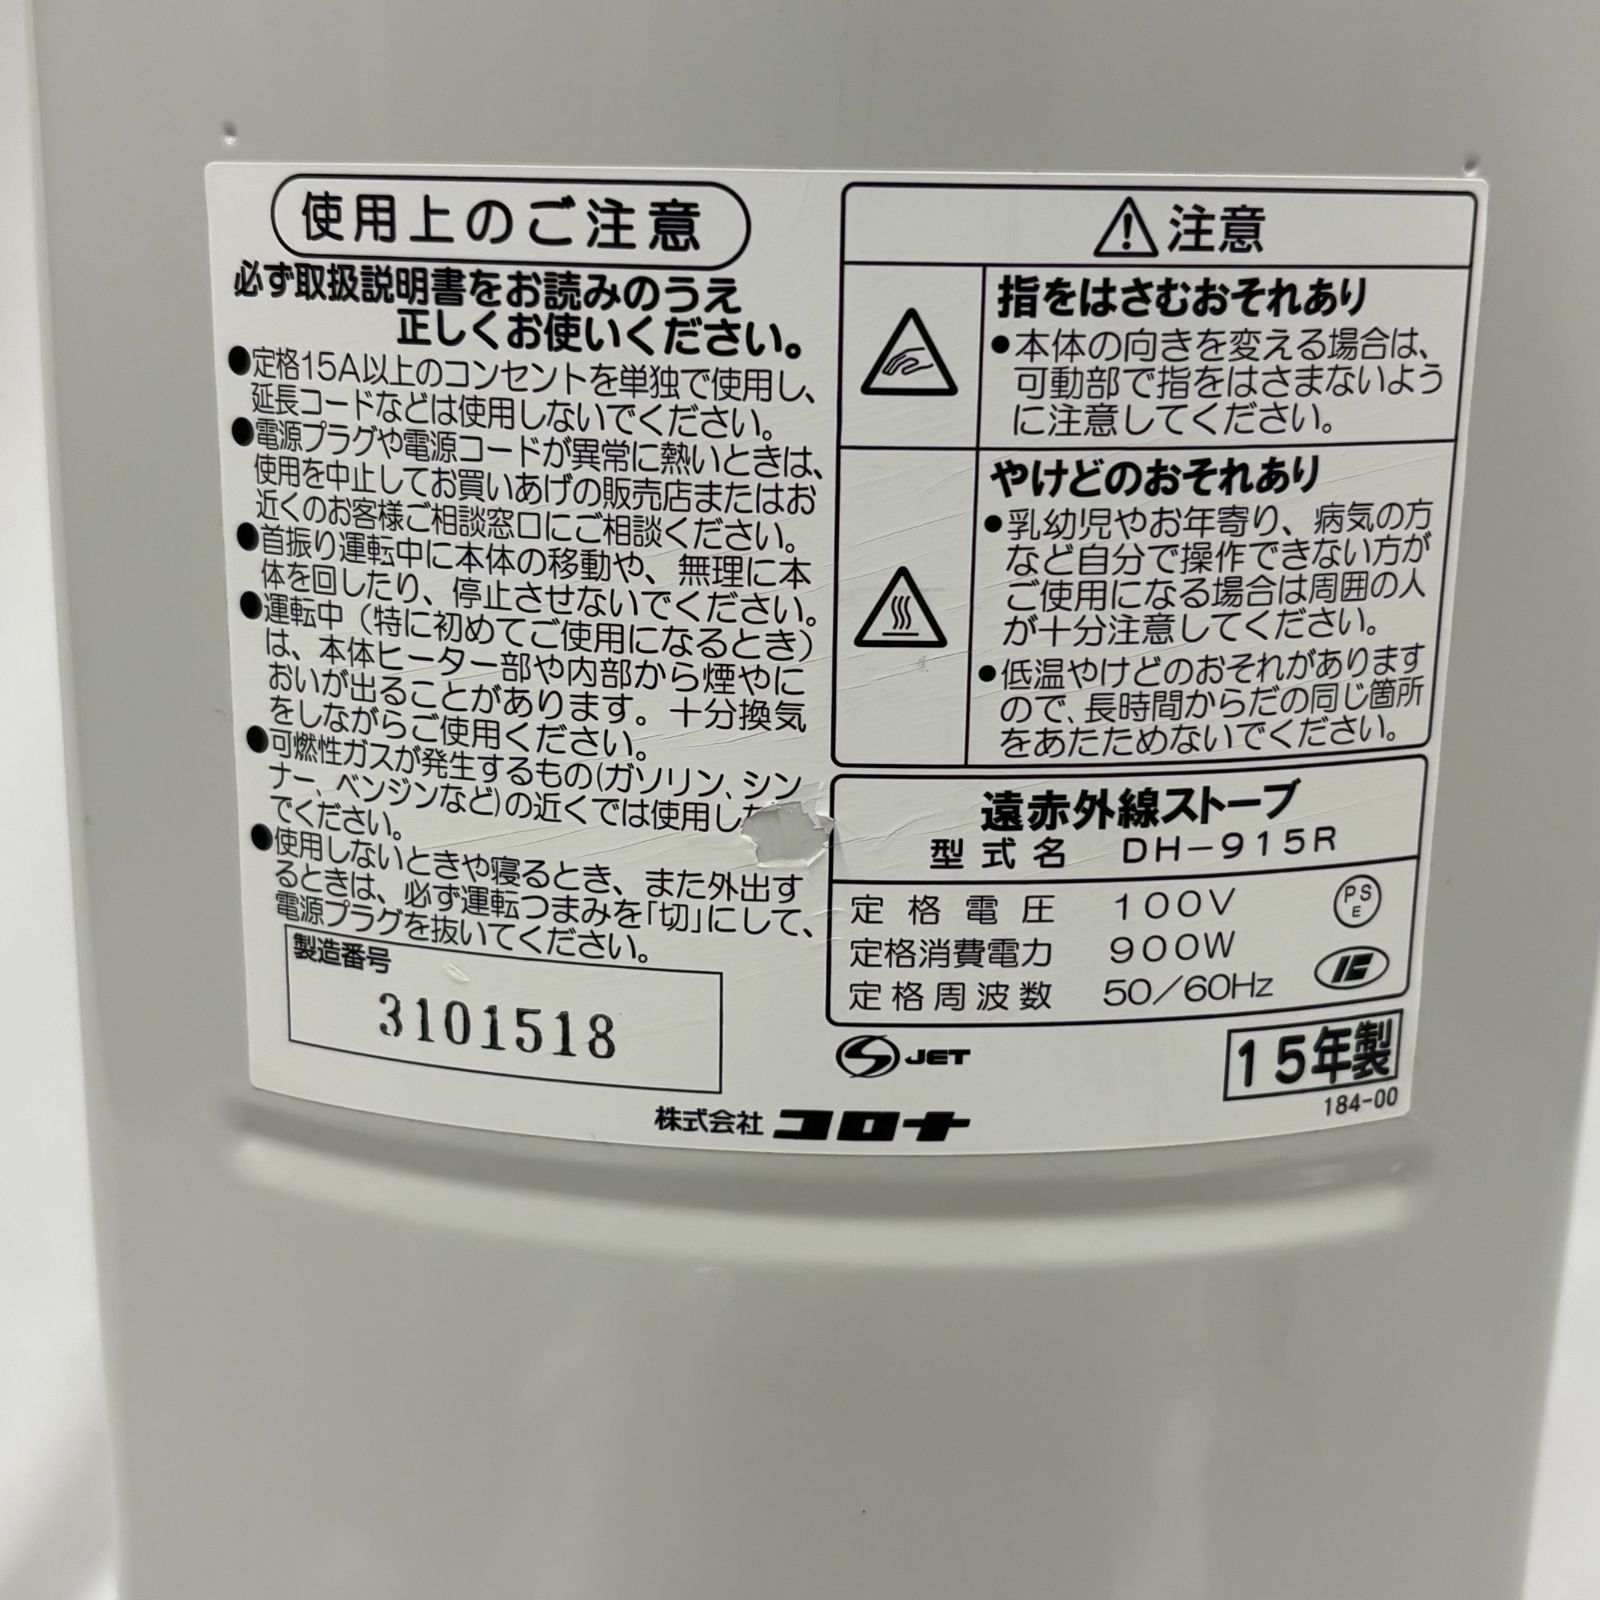 使用上のご注意
必ず取扱説明書をお読みのうえ
正しくお使いください。
●定格15A以上のコンセントを単独で使用し、
延長コードなどは使用しないでください。
●電源プラグや電源コードが異常に熱いときは、
使用を中止してお買いあげの販売店またはお
近くのお客様ご相談窓口にご相談ください。
●首振り運転中に本体の移動や、無理に本
体を回したり、停止させないでください。
●運転中（特に初めてご使用になるとき）
は、本体ヒーター部や内部から煙やに
おいが出ることがあります。十分換気
をしながらご使用ください。
●可燃性ガスが発生するもの(ガソリン、シン
ナー、ベンジンなど)の近くでは使用し
でください。
●使用しないときや寝るとき、また外出す
るときは、必ず運転つまみを「切」にして、
電源プラグを抜いてください。
製造番号
3101518
注意
指をはさむおそれあり
●本体の向きを変える場合は、
可動部で指をはさまないよう
に注意してください。
やけどのおそれあり
●乳幼児やお年寄り、病気の方
など自分で操作できない方が
ご使用になる場合は周囲の人
が十分注意してください。
●低温やけどのおそれがあります
ので、長時間からだの同じ箇所
をあたためないでください。
遠赤外線ストーブ
型式名 DH-915R
定格電圧 100V
定格消費電力 900W
定格周波数 50/60Hz
PS
E
JET
15年製
184-00
株式会社 コロナ